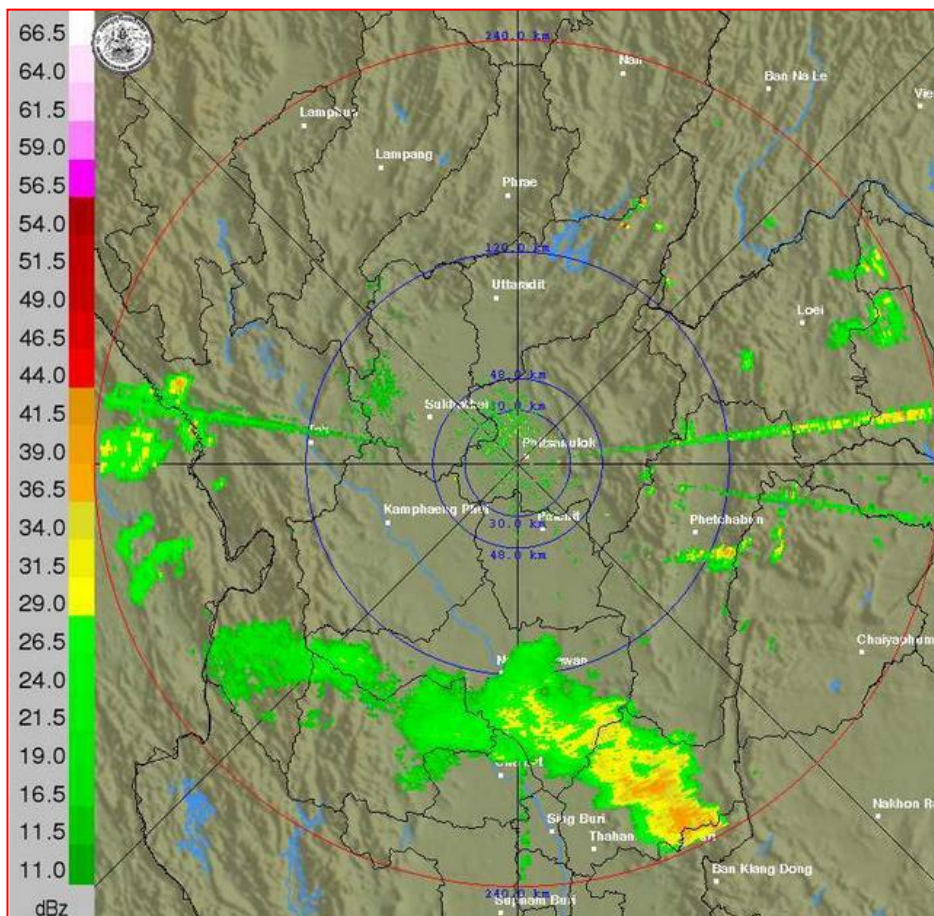 66.5
64.0
61.5
59.0
56.5
54.0
51.5
49.0
46.5
44.0
41.5
39.0
36.5
34.0
31.5
29.0
26.5
24.0
21.5
19.0
16.5
11.5
11.0
dBz
240.0 km
Nan
Ban Na Le
Lamphun
Lampang
Phrae
120.0 km
Uttaradit
Loei
48.0 km
30.0 km
Sukhothai
Phitsanulok
Kamphaeng Phet
Phichit
30.0 km
Phetchabun
48.0 km
Chaiyaphum
Sing Buri
Nakhon R
Thahan
Ban Klang Dong
240.0 km
Supham Buri